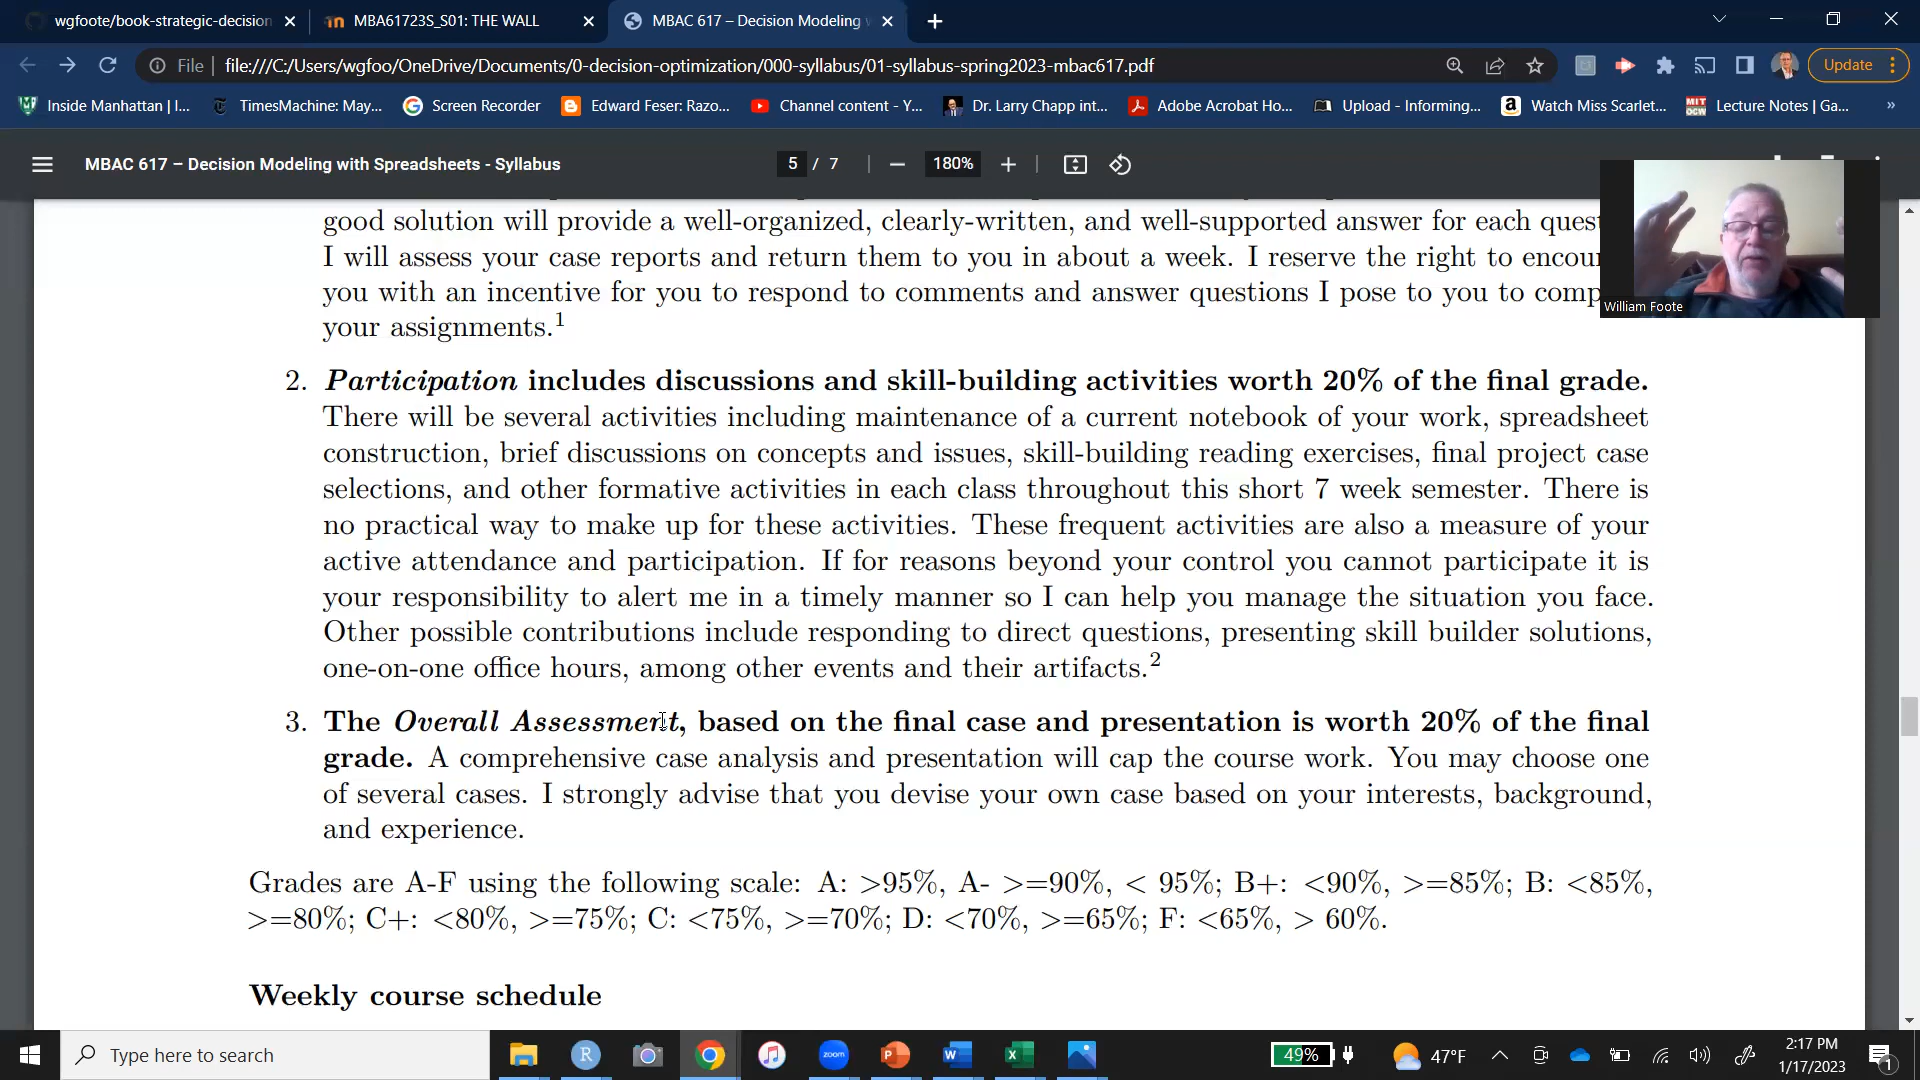 wgfoote/book-strategic-decision
MBA61723S_S01: THE WALL
MBAC 617 – Decision Modeling w
File
file:///C:/Users/wgfoo/OneDrive/Documents/0-decision-optimization/000-syllabus/01-syllabus-spring2023-mbac617.pdf
Update
Inside Manhattan | I...
TimesMachine: May...
Screen Recorder
Edward Feser: Razo...
Channel content - Y...
Dr. Larry Chapp int...
Adobe Acrobat Ho...
Upload - Informing...
Watch Miss Scarlet...
Lecture Notes | Ga...
MBAC 617 – Decision Modeling with Spreadsheets - Syllabus
5 / 7
180%
William Foote
good solution will provide a well-organized, clearly-written, and well-supported answer for each quest
I will assess your case reports and return them to you in about a week. I reserve the right to encou
you with an incentive for you to respond to comments and answer questions I pose to you to comp
your assignments.1
2. Participation includes discussions and skill-building activities worth 20% of the final grade.
There will be several activities including maintenance of a current notebook of your work, spreadsheet
construction, brief discussions on concepts and issues, skill-building reading exercises, final project case
selections, and other formative activities in each class throughout this short 7 week semester. There is
no practical way to make up for these activities. These frequent activities are also a measure of your
active attendance and participation. If for reasons beyond your control you cannot participate it is
your responsibility to alert me in a timely manner so I can help you manage the situation you face.
Other possible contributions include responding to direct questions, presenting skill builder solutions,
one-on-one office hours, among other events and their artifacts.2
3. The Overall Assessment, based on the final case and presentation is worth 20% of the final
grade. A comprehensive case analysis and presentation will cap the course work. You may choose one
of several cases. I strongly advise that you devise your own case based on your interests, background,
and experience.
Grades are A-F using the following scale: A: >95%, A- >=90%, < 95%; B+: <90%, >=85%; B: <85%,
>=80%; C+: <80%, >=75%; C: <75%, >=70%; D: <70%, >=65%; F: <65%, > 60%.
Weekly course schedule
Type here to search
zoom
49%
47°F
2:17 PM
1/17/2023
1